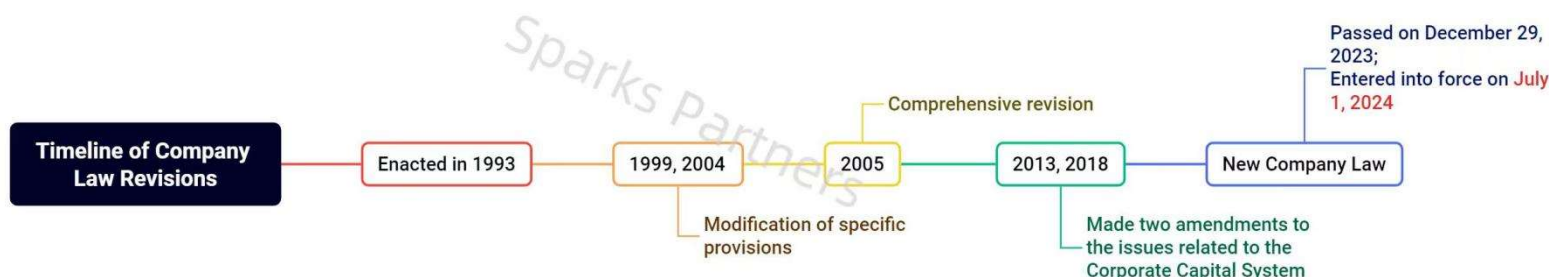 Timeline of Company
Law Revisions
Enacted in 1993
1999, 2004
Modification of specific
provisions
2005
Comprehensive revision
2013, 2018
Made two amendments to
the issues related to the
Corporate Capital System
New Company Law
Passed on December 29,
2023;
Entered into force on July
1, 2024
Sparks Partners